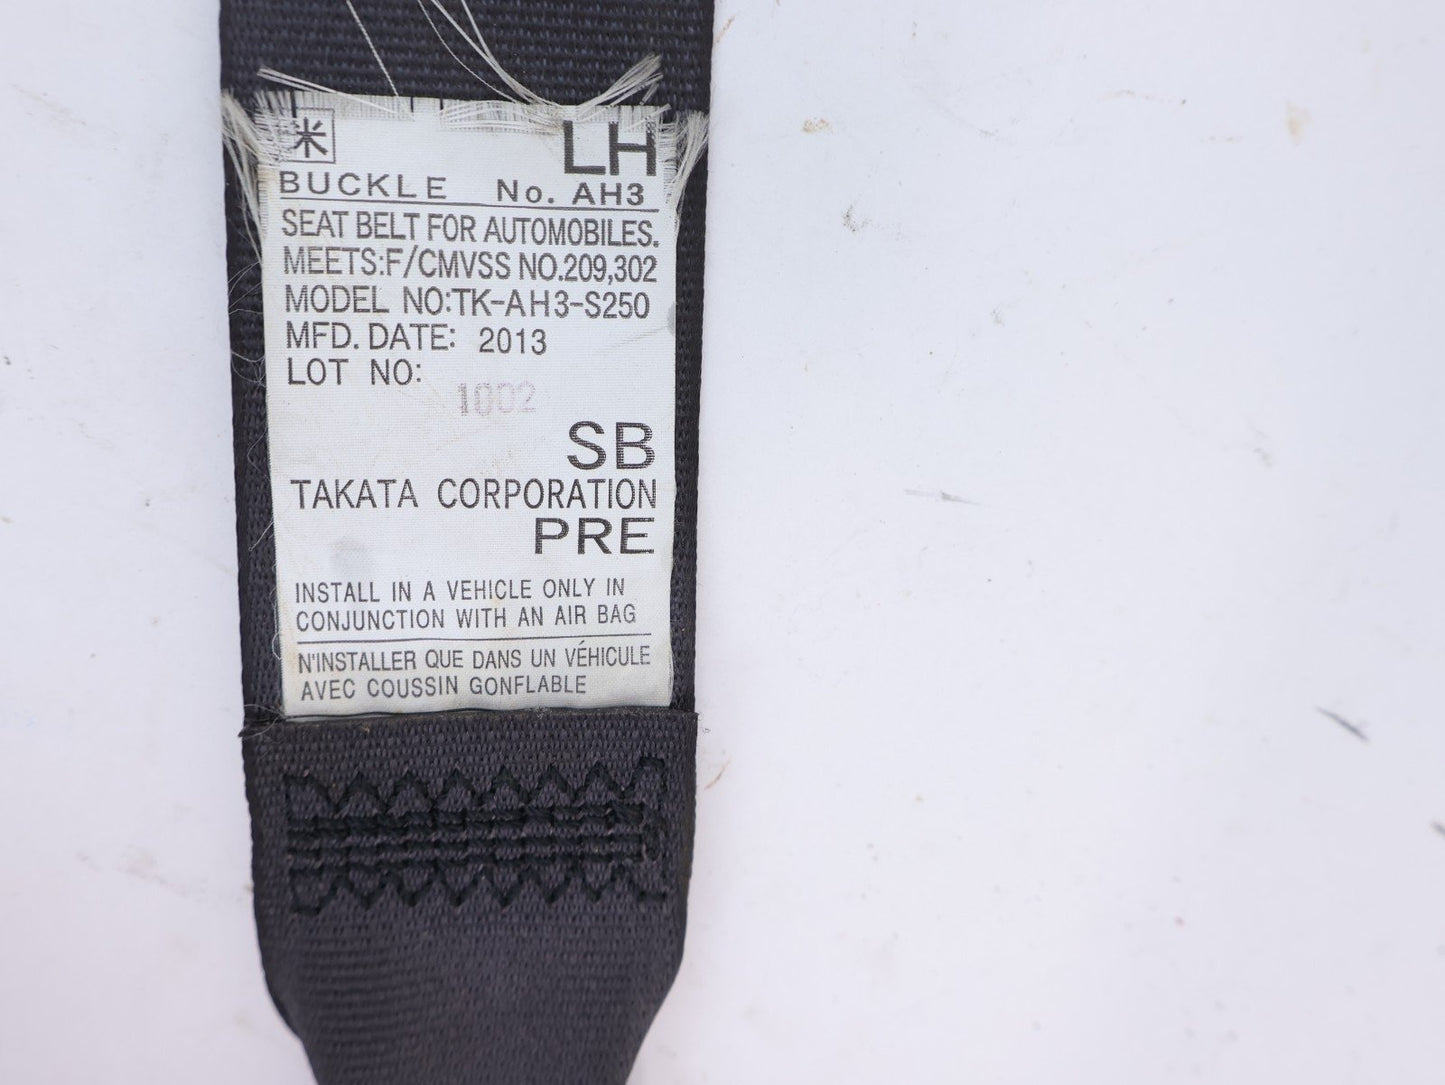 米 LH
BUCKLE No. AH3
SEAT BELT FOR AUTOMOBILES.
MEETS:F/CMVSS NO.209,302
MODEL NO:TK-AH3-S250
MFD. DATE: 2013
LOT NO:
1002
SB
TAKATA CORPORATION
PRE
INSTALL IN A VEHICLE ONLY IN
CONJUNCTION WITH AN AIR BAG
N'INSTALLER QUE DANS UN VÉHICULE
AVEC COUSSIN GONFLABLE